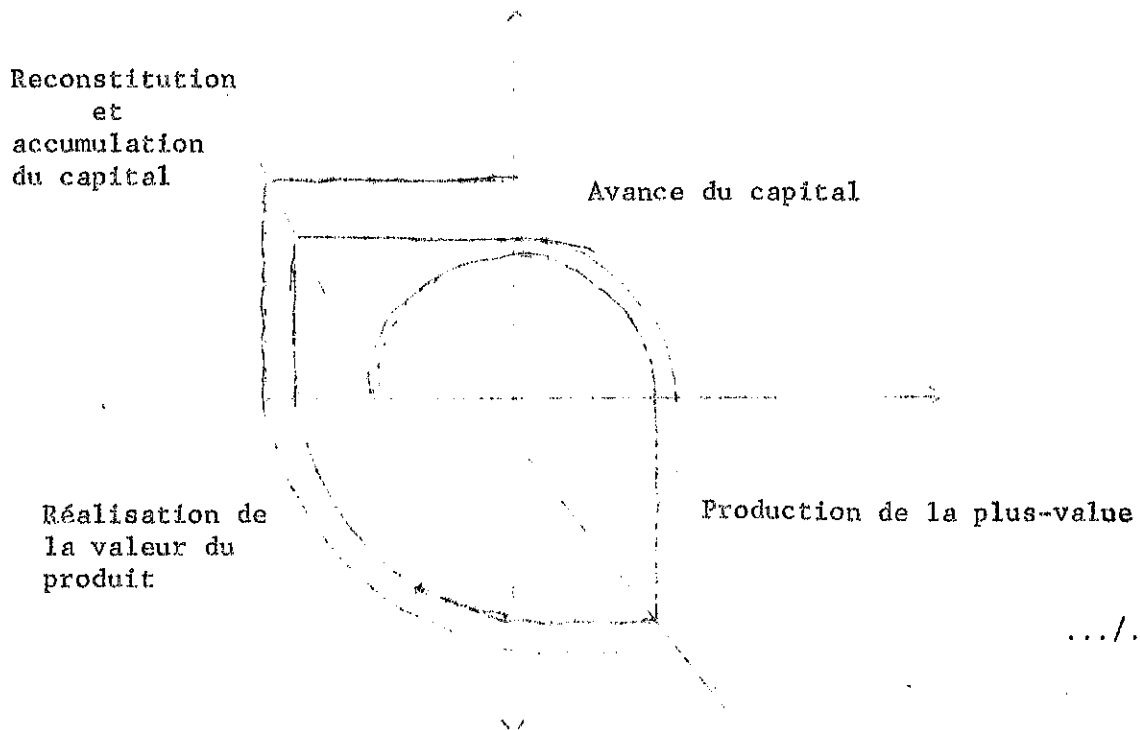 Reconstitution
et
accumulation
du capital
Avance du capital
Réalisation de
la valeur du
produit
Production de la plus-value
.../.